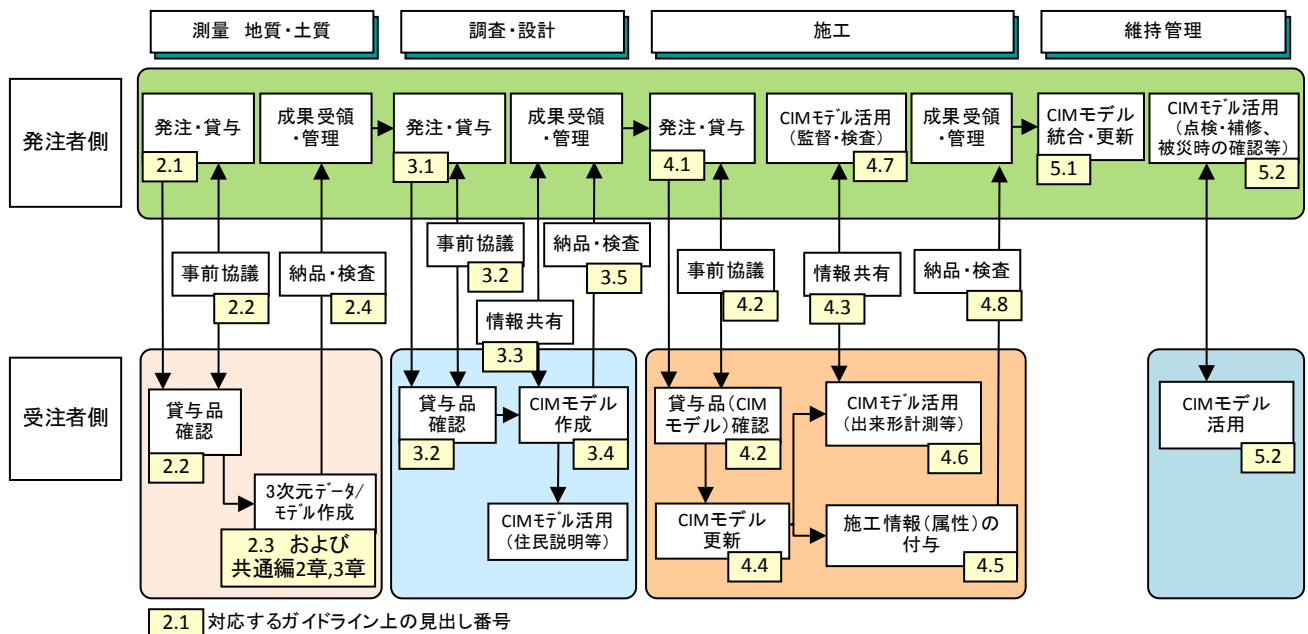 測量 地質・土質
調査・設計
施工
維持管理
発注者側
発注・貸与
2.1
成果受領
・管理
発注・貸与
3.1
成果受領
・管理
発注・貸与
4.1
CIMモデル活用
(監督・検査)
4.7
成果受領
・管理
CIMモデル
統合・更新
5.1
CIMモデル活用
(点検・補修、
被災時の確認等)
5.2
事前協議
2.2
納品・検査
2.4
事前協議
3.2
情報共有
3.3
納品・検査
3.5
事前協議
4.2
情報共有
4.3
納品・検査
4.8
受注者側
貸与品
確認
2.2
3次元データ/
モデル作成
2.3 および
共通編2章,3章
貸与品
確認
3.2
CIMモデル
作成
3.4
CIMモデル活用
(住民説明等)
貸与品(CIM
モデル)確認
4.2
CIMモデル
更新
4.4
CIMモデル活用
(出来形計測等)
4.6
施工情報(属性)の
付与
4.5
CIMモデル
活用
5.2
2.1 対応するガイドライン上の見出し番号